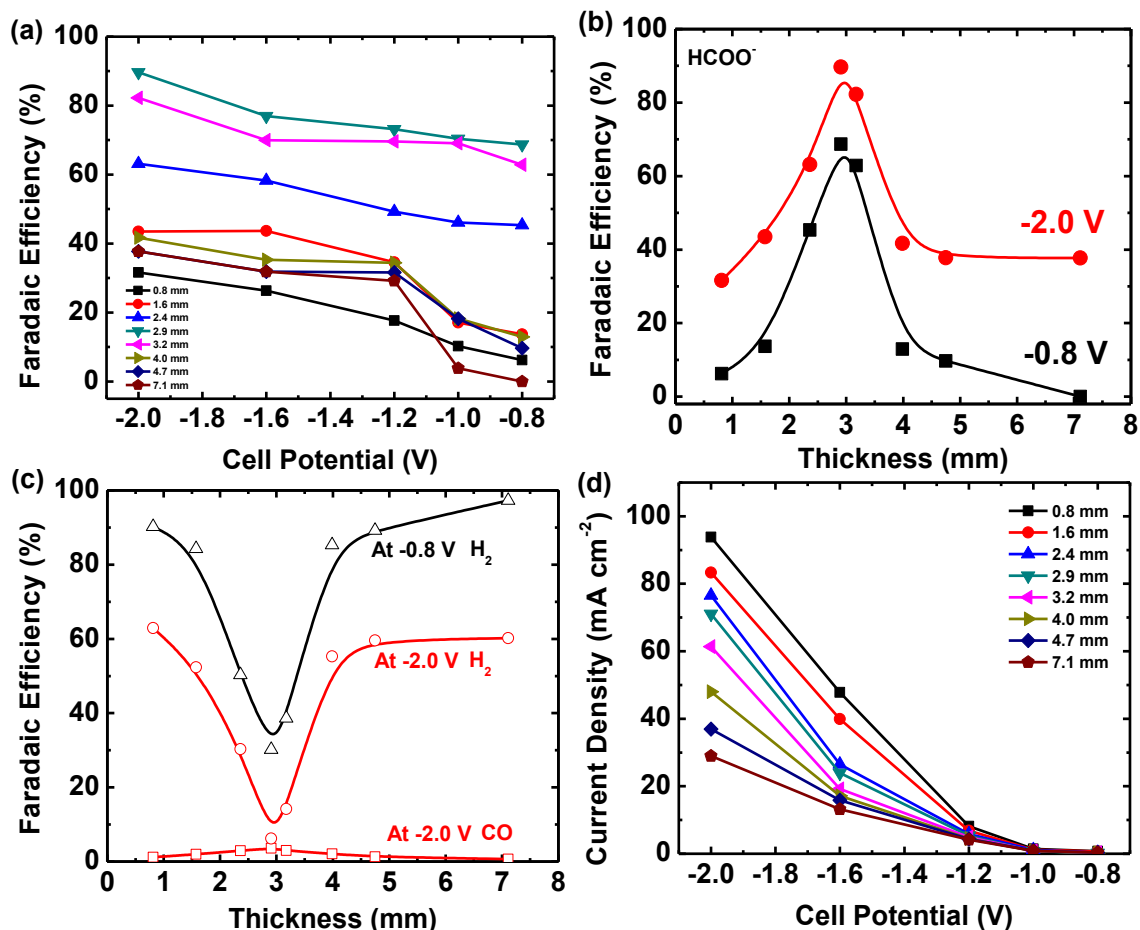 (a)
100
80
60
40
20
0
Faradaic Efficiency (%)
0.8 mm
1.6 mm
2.4 mm
2.9 mm
3.2 mm
4.0 mm
4.7 mm
7.1 mm
-2.0 -1.8 -1.6 -1.4 -1.2 -1.0 -0.8
Cell Potential (V)
(b)
100
80
60
40
20
0
Faradaic Efficiency (%)
HCOO⁻
-2.0 V
-0.8 V
0 1 2 3 4 5 6 7 8
Thickness (mm)
(c)
100
80
60
40
20
0
Faradaic Efficiency (%)
At -0.8 V H₂
At -2.0 V H₂
At -2.0 V CO
0 1 2 3 4 5 6 7 8
Thickness (mm)
(d)
100
80
60
40
20
0
Current Density (mA cm⁻²)
0.8 mm
1.6 mm
2.4 mm
2.9 mm
3.2 mm
4.0 mm
4.7 mm
7.1 mm
-2.0 -1.8 -1.6 -1.4 -1.2 -1.0 -0.8
Cell Potential (V)